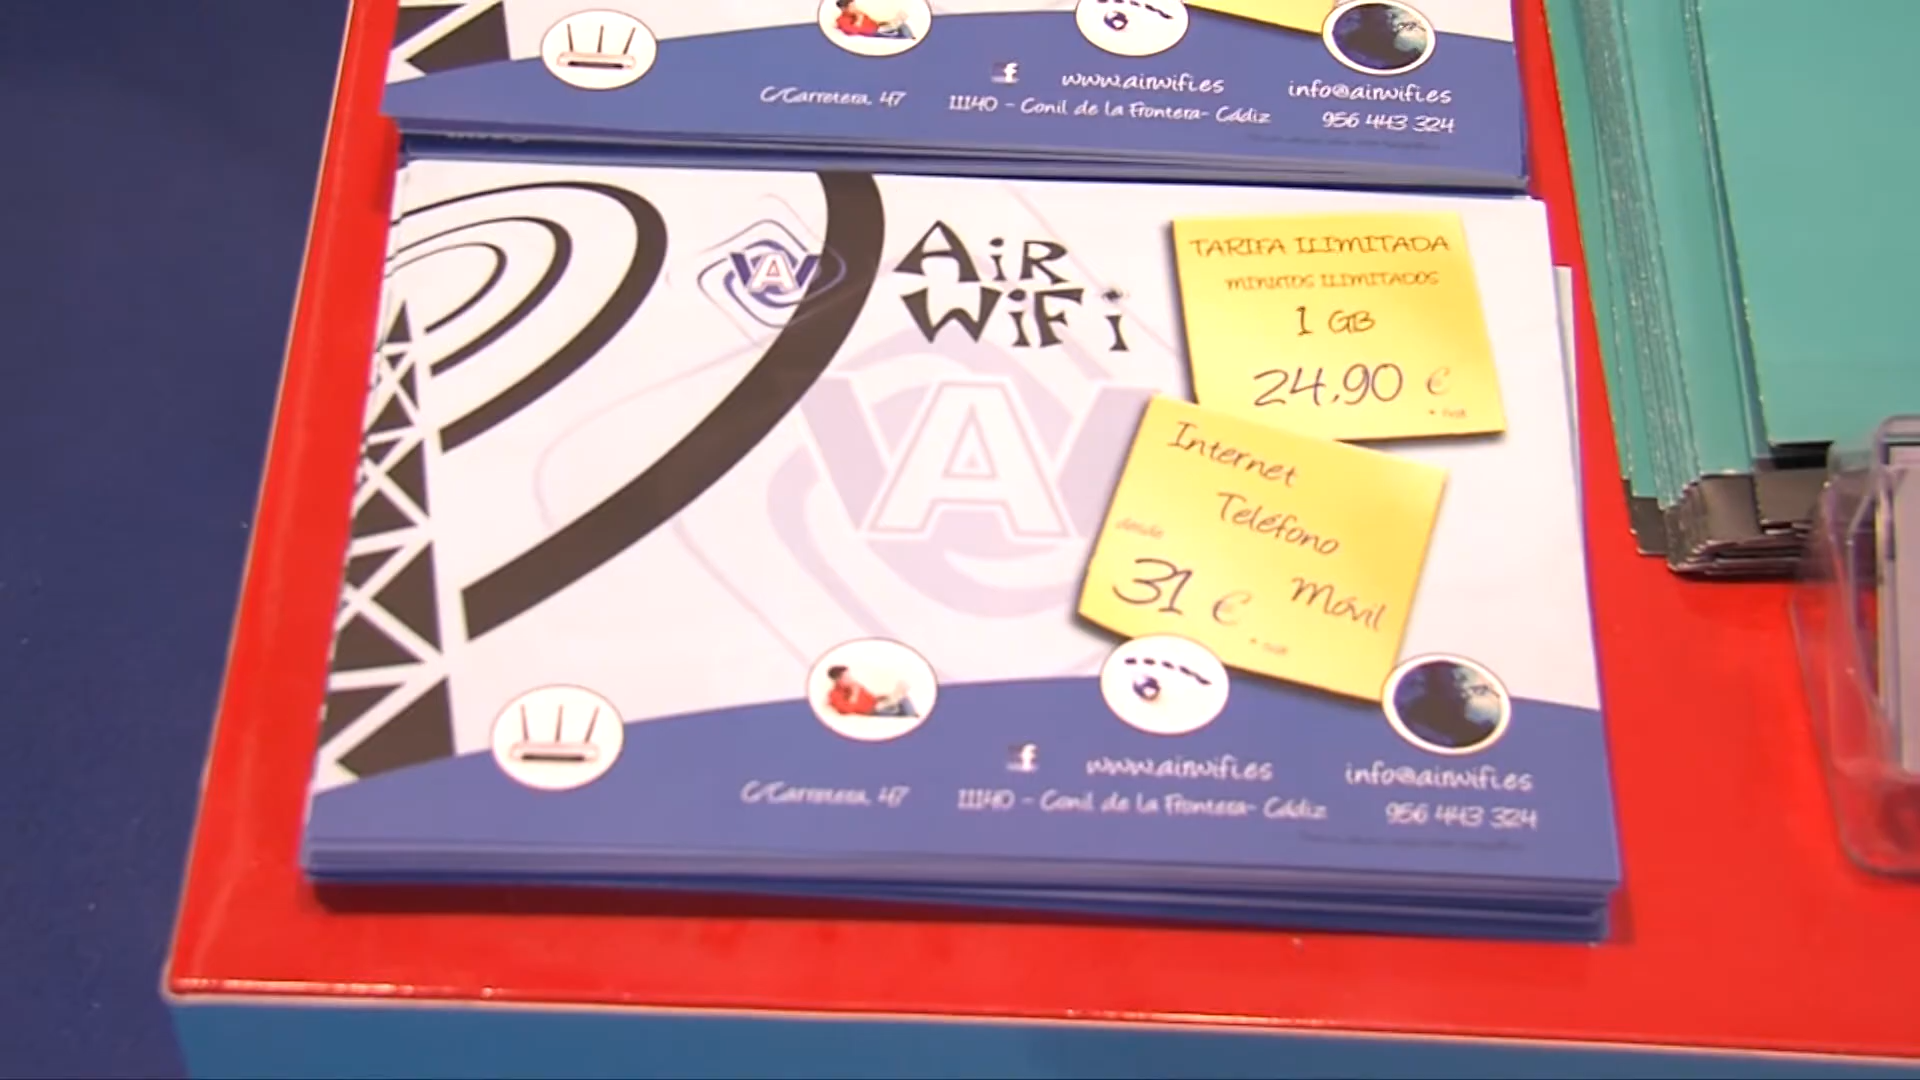 www.airwifi.es
info@airwifi.es
C/Carretera, 47
11140 - Conil de la Frontera- Cádiz
956 443 324
AiR
WiFi
TARIFA ILIMITADA
MINUTOS ILIMITADOS
1 GB
24,90 €
Internet
Teléfono
desde
Móvil
31 €
www.airwifi.es
info@airwifi.es
C/Carretera, 47
11140 - Conil de la Frontera- Cádiz
956 443 324